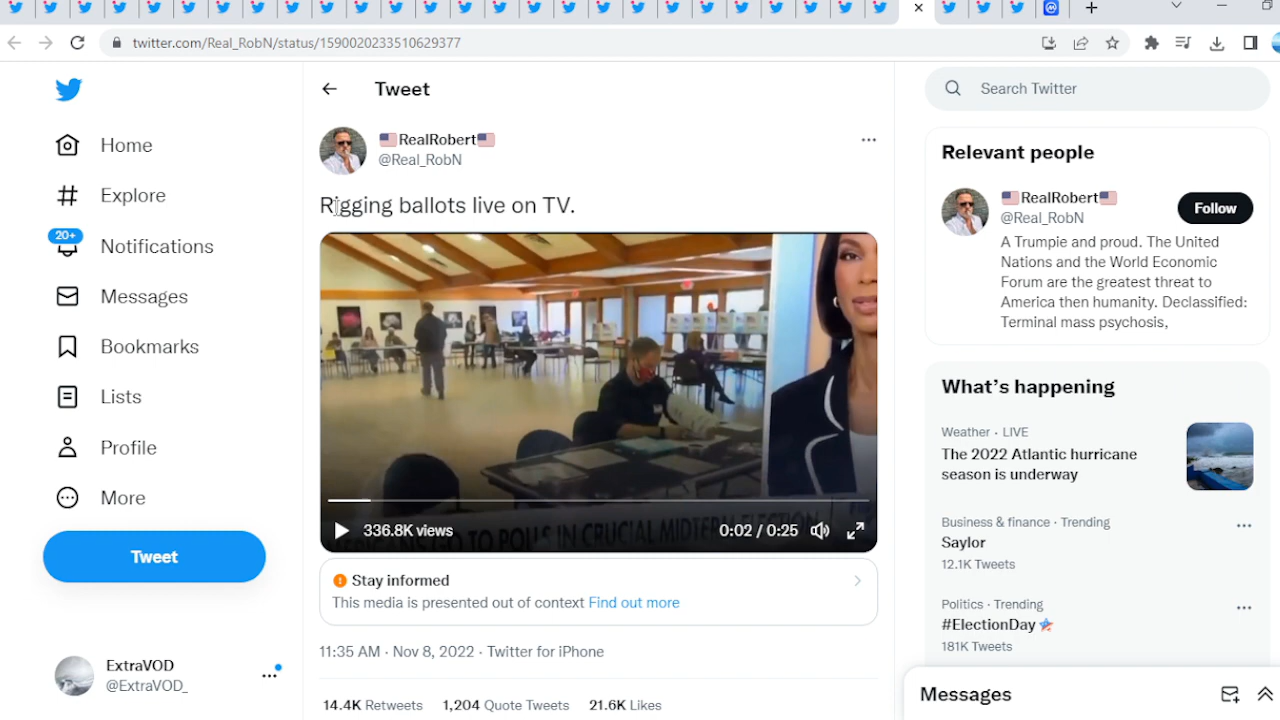 twitter.com/Real_RobN/status/1590020233510629377
Home
Explore
20+
Notifications
Messages
Bookmarks
Lists
Profile
More
Tweet
ExtraVOD
@ExtraVOD_
Tweet
RealRobert
@Real_RobN
Rigging ballots live on TV.
336.8K views
0:02 / 0:25
TO POLLS IN CRUCIAL MIDTERM ELECTION
Stay informed
This media is presented out of context Find out more
11:35 AM · Nov 8, 2022 · Twitter for iPhone
14.4K Retweets 1,204 Quote Tweets 21.6K Likes
Search Twitter
Relevant people
RealRobert
@Real_RobN
Follow
A Trumpie and proud. The United
Nations and the World Economic
Forum are the greatest threat to
America then humanity. Declassified:
Terminal mass psychosis,
What's happening
Weather · LIVE
The 2022 Atlantic hurricane
season is underway
Business & finance · Trending
Saylor
12.1K Tweets
Politics · Trending
#ElectionDay
181K Tweets
Messages